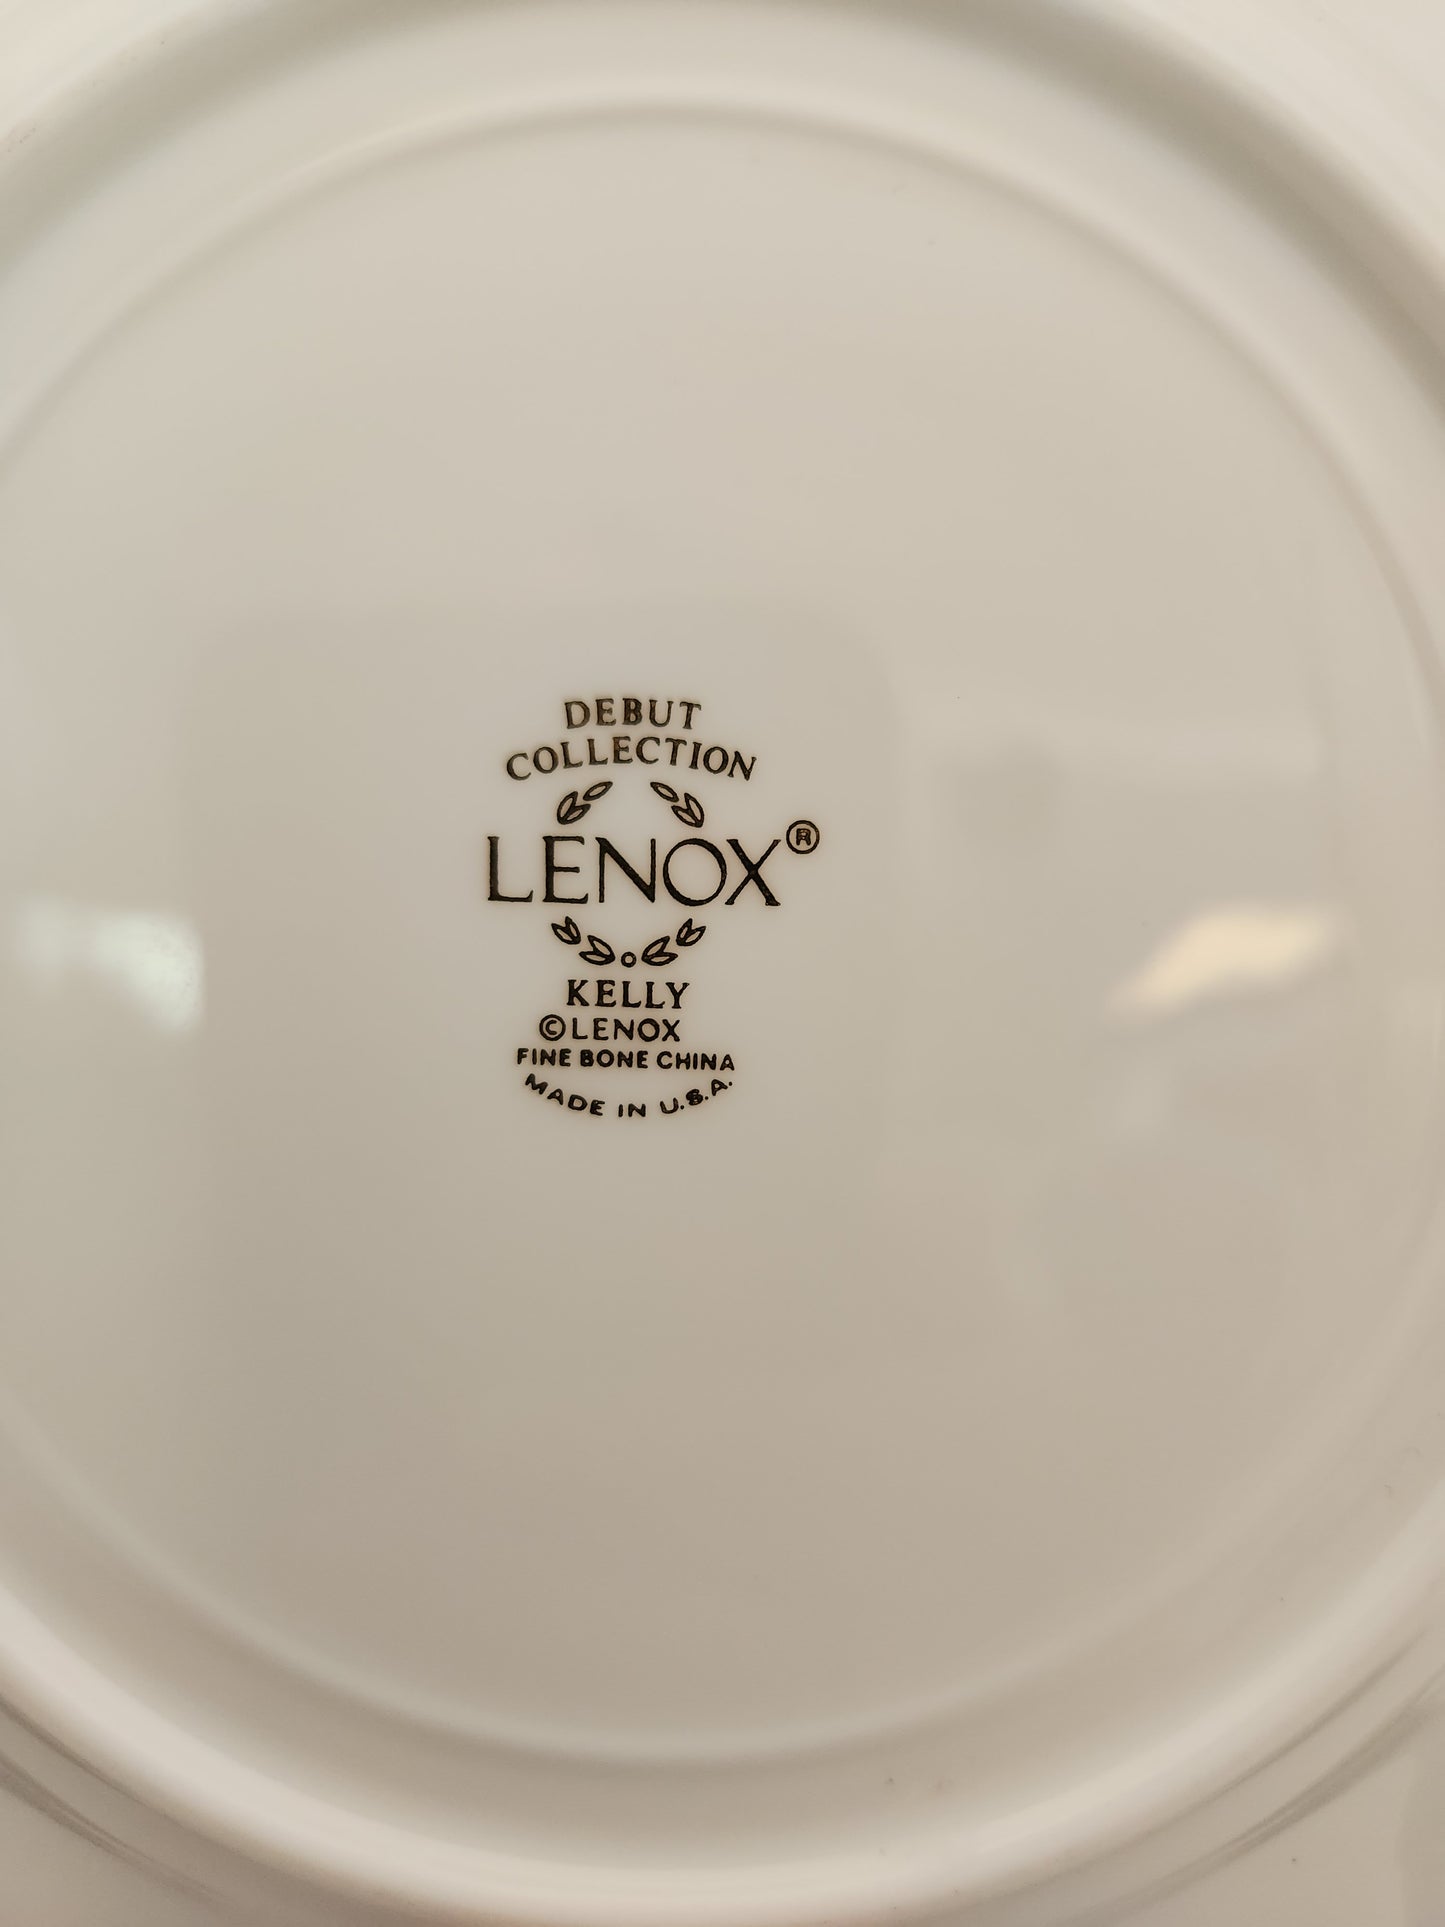 DEBUT
COLLECTION
LENOX®
KELLY
©LENOX
FINE BONE CHINA
MADE IN U.S.A.